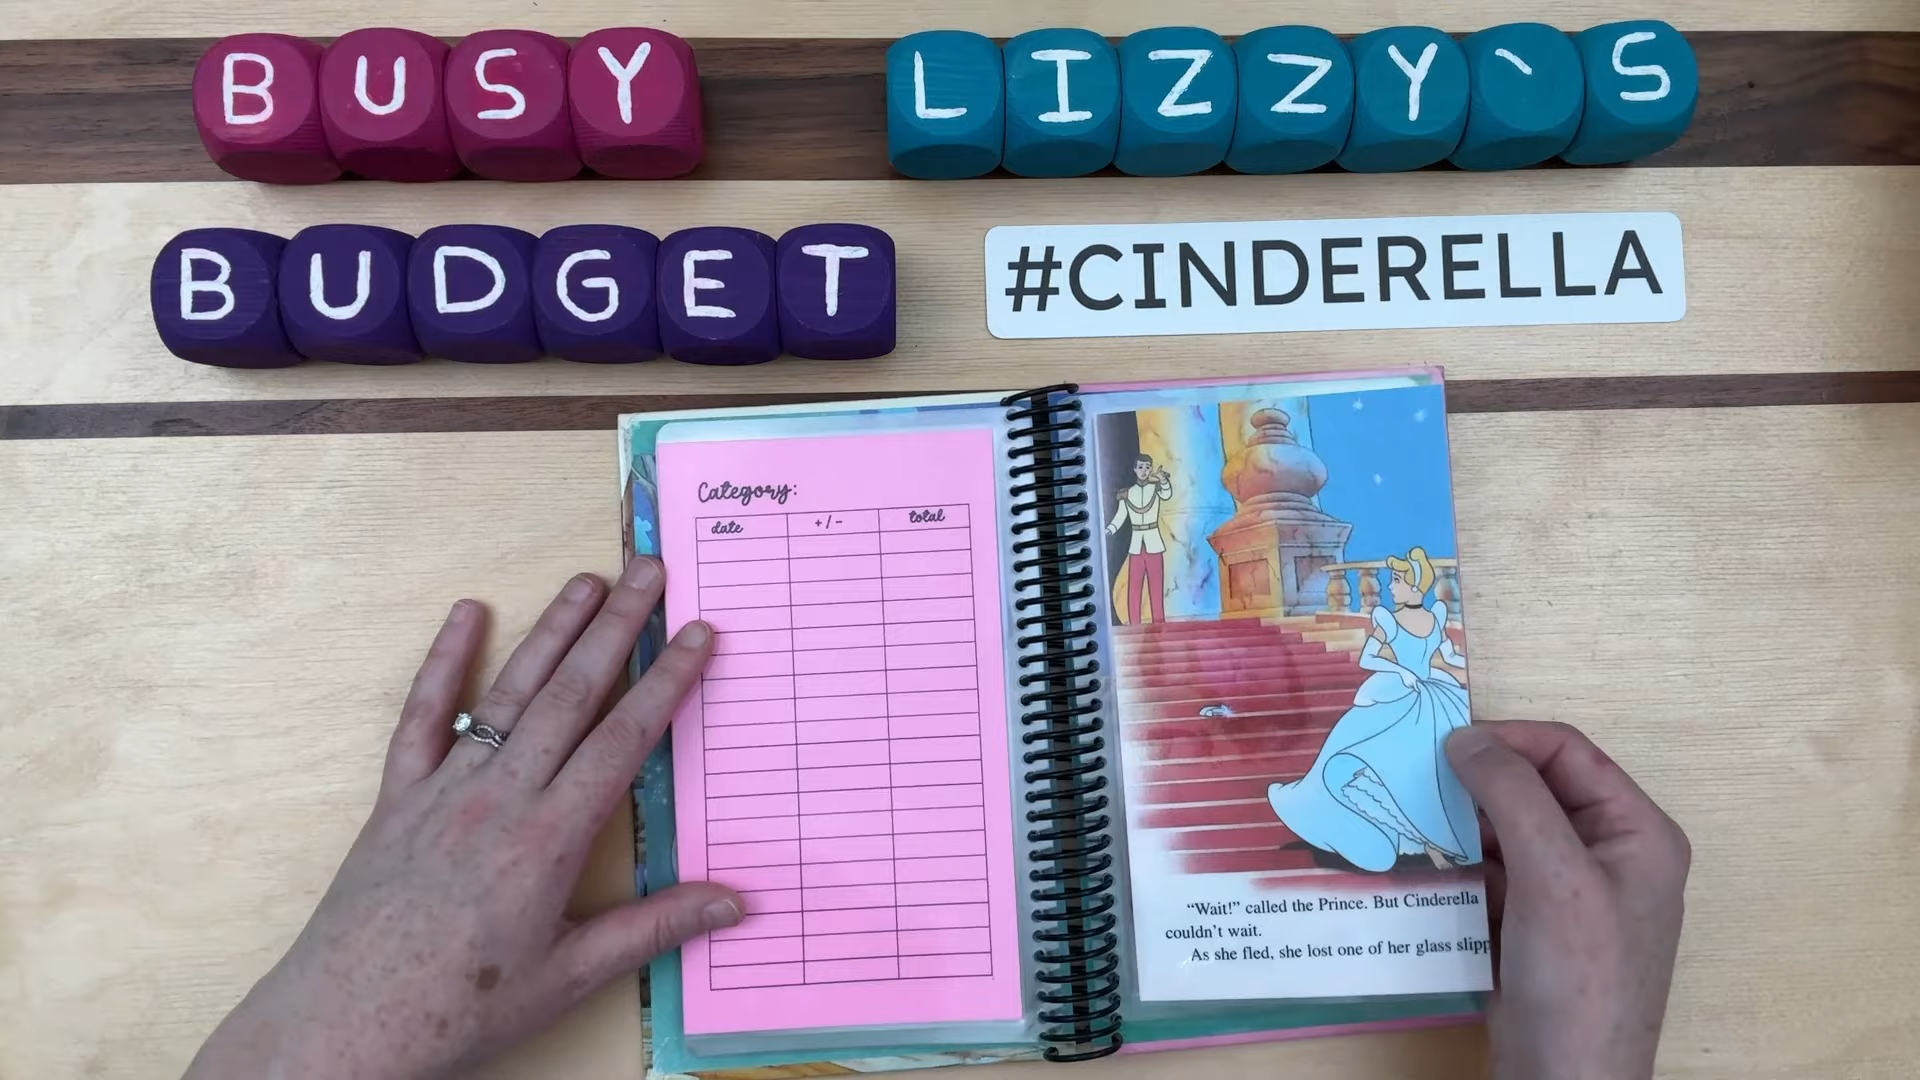 BUSY LIZZY'S
BUDGET #CINDERELLA
Category:
date +/- total
"Wait!" called the Prince. But Cinderella
couldn't wait.
As she fled, she lost one of her glass slipp